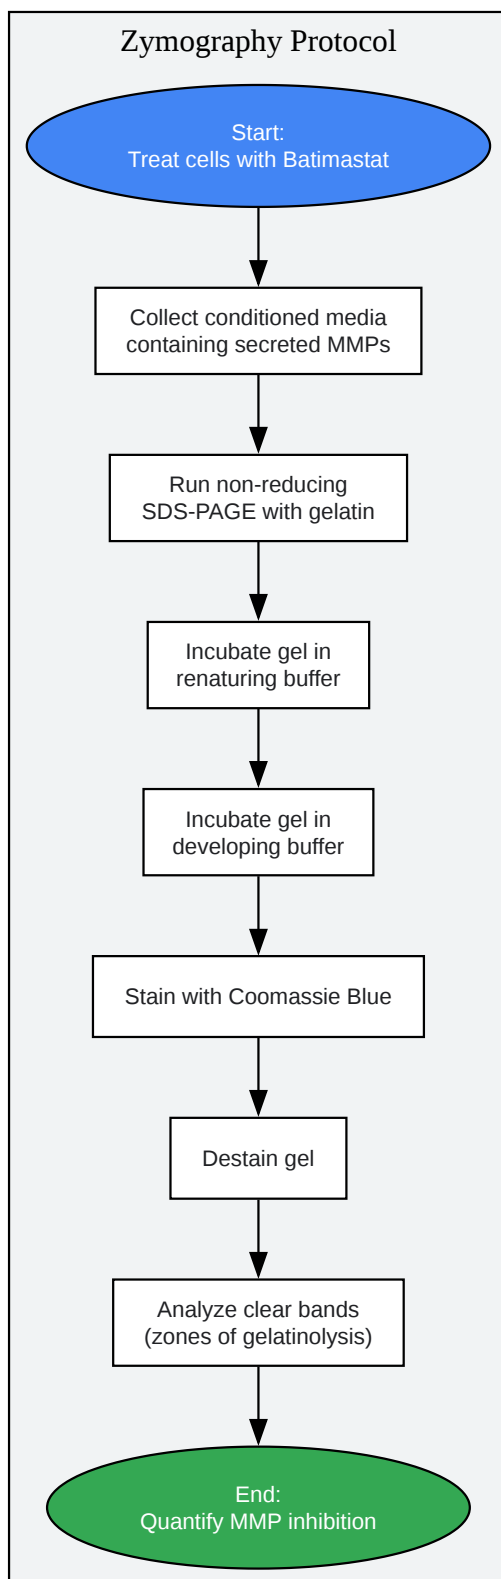 Zymography Protocol
Start:
Treat cells with Batimastat
Collect conditioned media
containing secreted MMPs
Run non-reducing
SDS-PAGE with gelatin
Incubate gel in
renaturing buffer
Incubate gel in
developing buffer
Stain with Coomassie Blue
Destain gel
Analyze clear bands
(zones of gelatinolysis)
End:
Quantify MMP inhibition